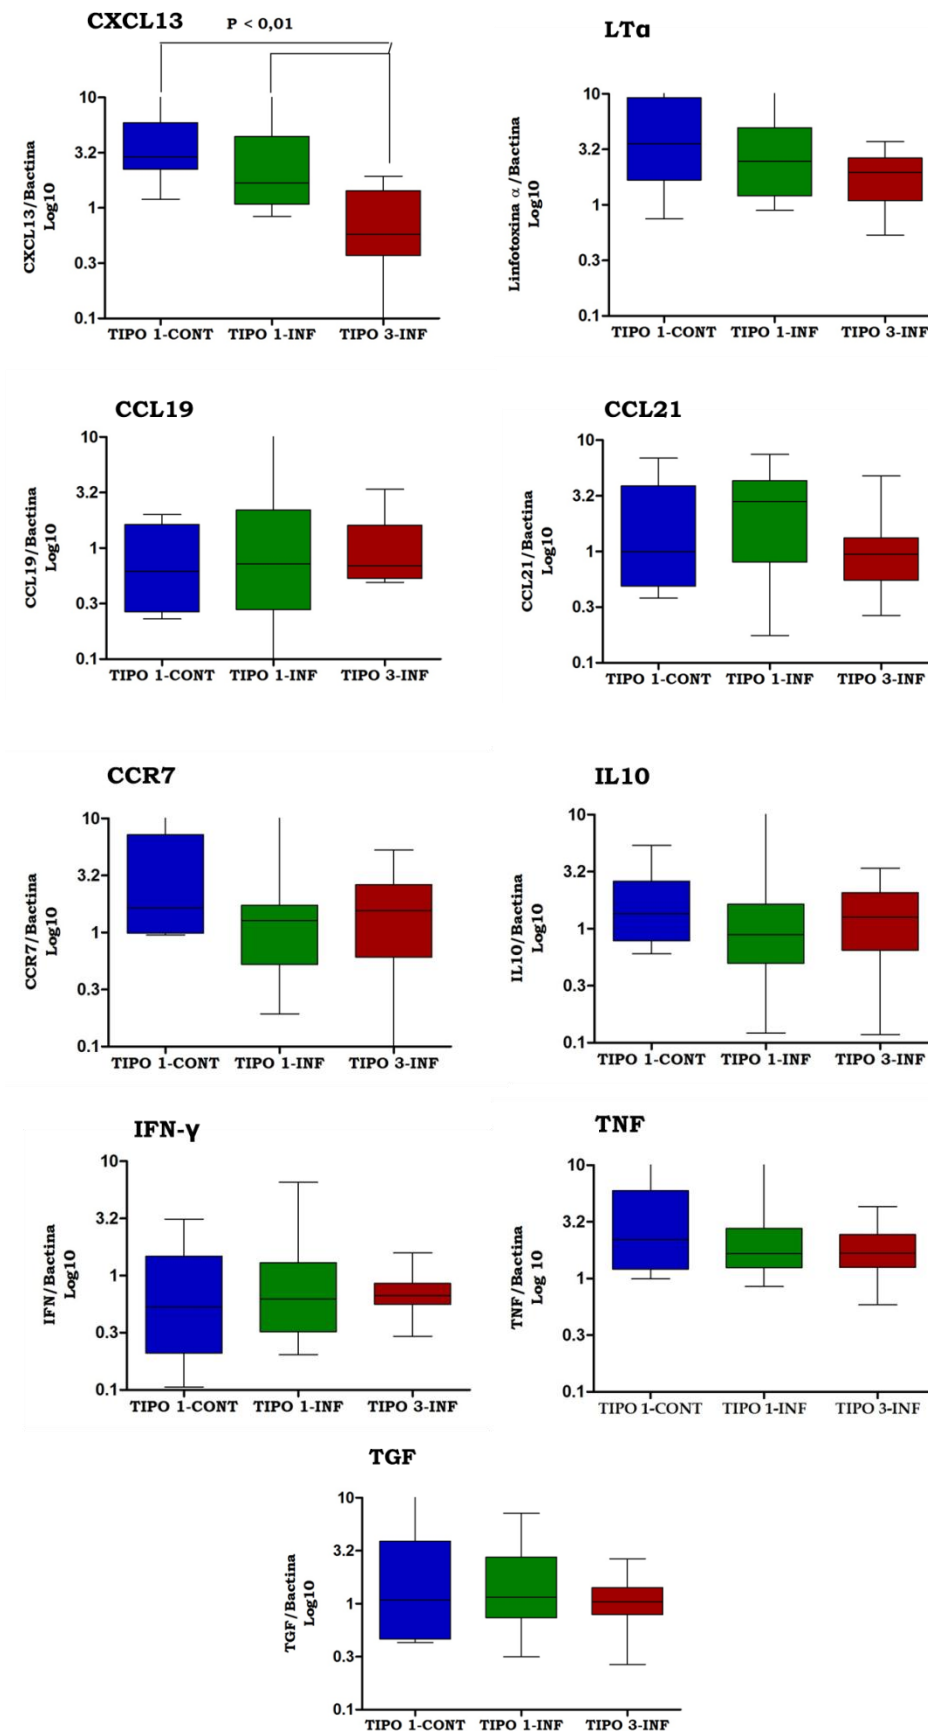 CXCL13
P < 0,01
CXCL13/Bactina
Log10
10
3.2
1
0.3
0.1
TIPO 1-CONT TIPO 1-INF TIPO 3-INF
LTα
Linfotoxina α/Bactina
Log10
10
3.2
1
0.3
0.1
TIPO 1-CONT TIPO 1-INF TIPO 3-INF
CCL19
CCL19/Bactina
Log10
10
3.2
1
0.3
0.1
TIPO 1-CONT TIPO 1-INF TIPO 3-INF
CCL21
CCL21/Bactina
Log10
10
3.2
1
0.3
0.1
TIPO 1-CONT TIPO 1-INF TIPO 3-INF
CCR7
CCR7/Bactina
Log10
10
3.2
1
0.3
0.1
TIPO 1-CONT TIPO 1-INF TIPO 3-INF
IL10
IL10/Bactina
Log10
10
3.2
1
0.3
0.1
TIPO 1-CONT TIPO 1-INF TIPO 3-INF
IFN-γ
IFN/Bactina
Log10
10
3.2
1
0.3
0.1
TIPO 1-CONT TIPO 1-INF TIPO 3-INF
TNF
TNF/Bactina
Log 10
10
3.2
1
0.3
0.1
TIPO 1-CONT TIPO 1-INF TIPO 3-INF
TGF
TGF/Bactina
Log10
10
3.2
1
0.3
0.1
TIPO 1-CONT TIPO 1-INF TIPO 3-INF